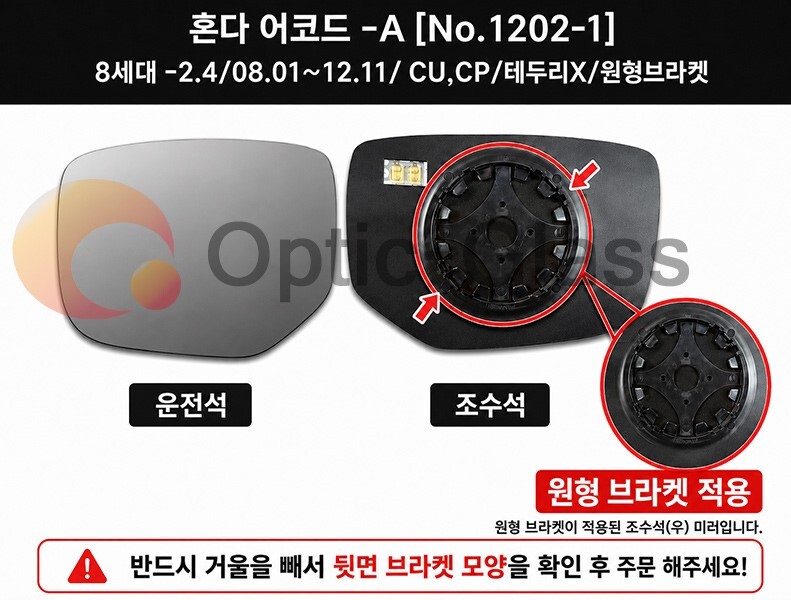 혼다 어코드 -A [No.1202-1]
8세대 -2.4/08.01~12.11/ CU,CP/테두리X/원형브라켓
Optical Glass
운전석
조수석
원형 브라켓 적용
원형 브라켓이 적용된 조수석(우) 미러입니다.
반드시 거울을 빼서 뒷면 브라켓 모양을 확인 후 주문 해주세요!